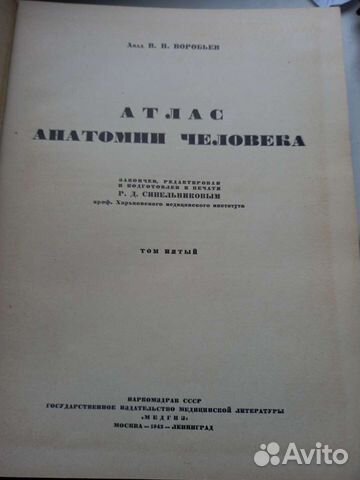 Акад В. П. ВОРОБЬЕВ
АТЛАС
АНАТОМИИ ЧЕЛОВЕКА
ЗАКОНЧЕН, РЕДАКТИРОВАН
И ПОДГОТОВЛЕН К ПЕЧАТИ
Р. Д. СИНЕЛЬНИКОВЫМ
проф. Харьковского медицинского института
ТОМ ПЯТЫЙ
НАРКОМЗДРАВ СССР
ГОСУДАРСТВЕННОЕ ИЗДАТЕЛЬСТВО МЕДИЦИНСКОЙ ЛИТЕРАТУРЫ
«МЕДГИЗ»
МОСКВА — 1942 — ЛЕНИНГРАД
Avito